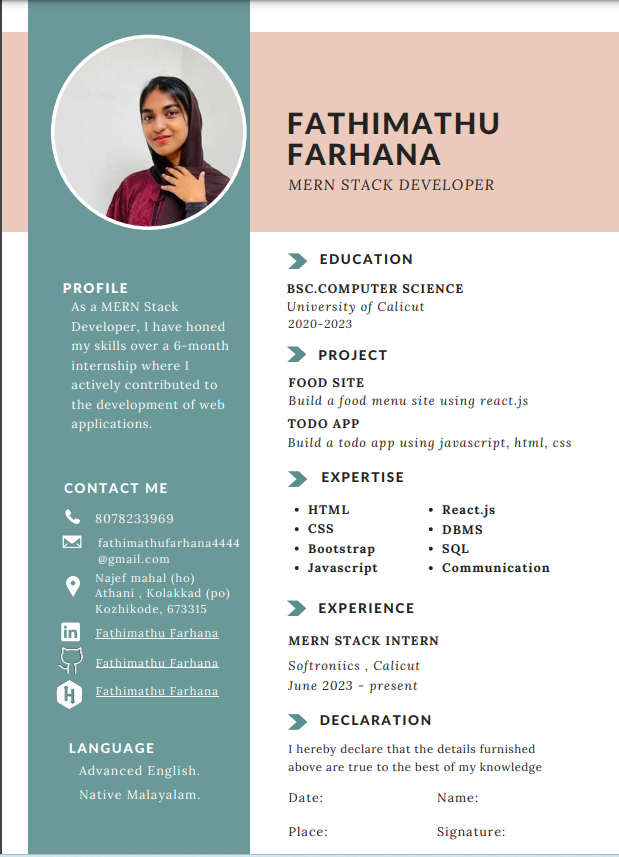 FATHIMATHU
FARHANA
MERN STACK DEVELOPER
PROFILE
As a MERN Stack
Developer, I have honed
my skills over a 6-month
internship where I
actively contributed to
the development of web
applications.
CONTACT ME
8078233969
fathimathufarhana4444
@gmail.com
Najef mahal (ho)
Athani , Kolakkad (po)
Kozhikode, 673315
in
Fathimathu Farhana
Fathimathu Farhana
H
Fathimathu Farhana
LANGUAGE
Advanced English.
Native Malayalam.
EDUCATION
BSC.COMPUTER SCIENCE
University of Calicut
2020-2023
PROJECT
FOOD SITE
Build a food menu site using react.js
TODO APP
Build a todo app using javascript, html, css
EXPERTISE
• HTML
• CSS
• Bootstrap
• Javascript
• React.js
• DBMS
• SQL
• Communication
EXPERIENCE
MERN STACK INTERN
Softroniics , Calicut
June 2023 - present
DECLARATION
I hereby declare that the details furnished
above are true to the best of my knowledge
Date:
Name:
Place:
Signature: